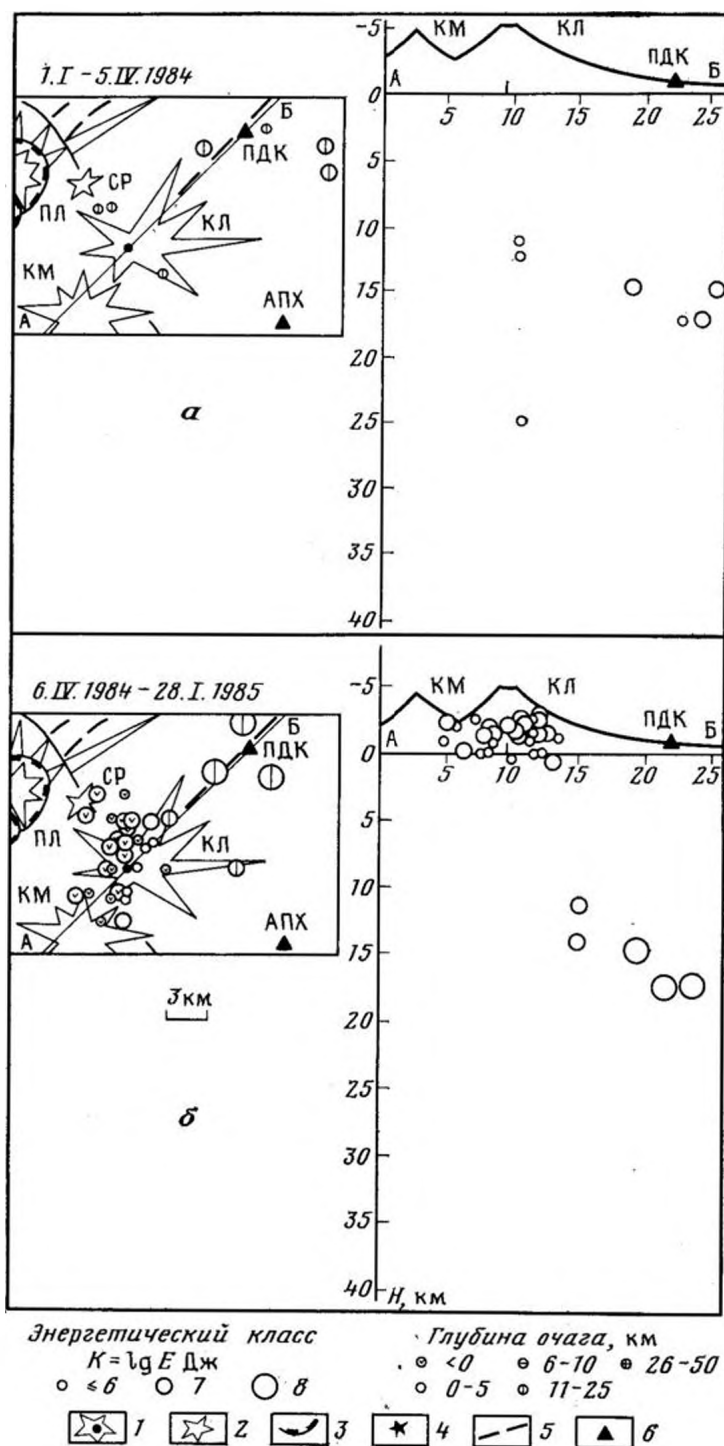 1.I – 5.IV.1984
А
Б
ПДК
СР
ПЛ
КЛ
КМ
АПХ
а
КМ
КЛ
ПДК
А
Б
-5
0
5
10
15
20
25
30
35
40
5
10
15
20
25
6.IV.1984 – 28.I.1985
Б
ПДК
СР
ПЛ
КЛ
КМ
А
АПХ
3 км
б
КМ
КЛ
ПДК
А
Б
-5
0
5
10
15
20
25
30
35
40
5
10
15
20
25
H, км
Энергетический класс
K = lg E Дж
≤6 7 8
Глубина очага, км
<0 6-10 26-50
0-5 11-25
1 2 3 4 5 6